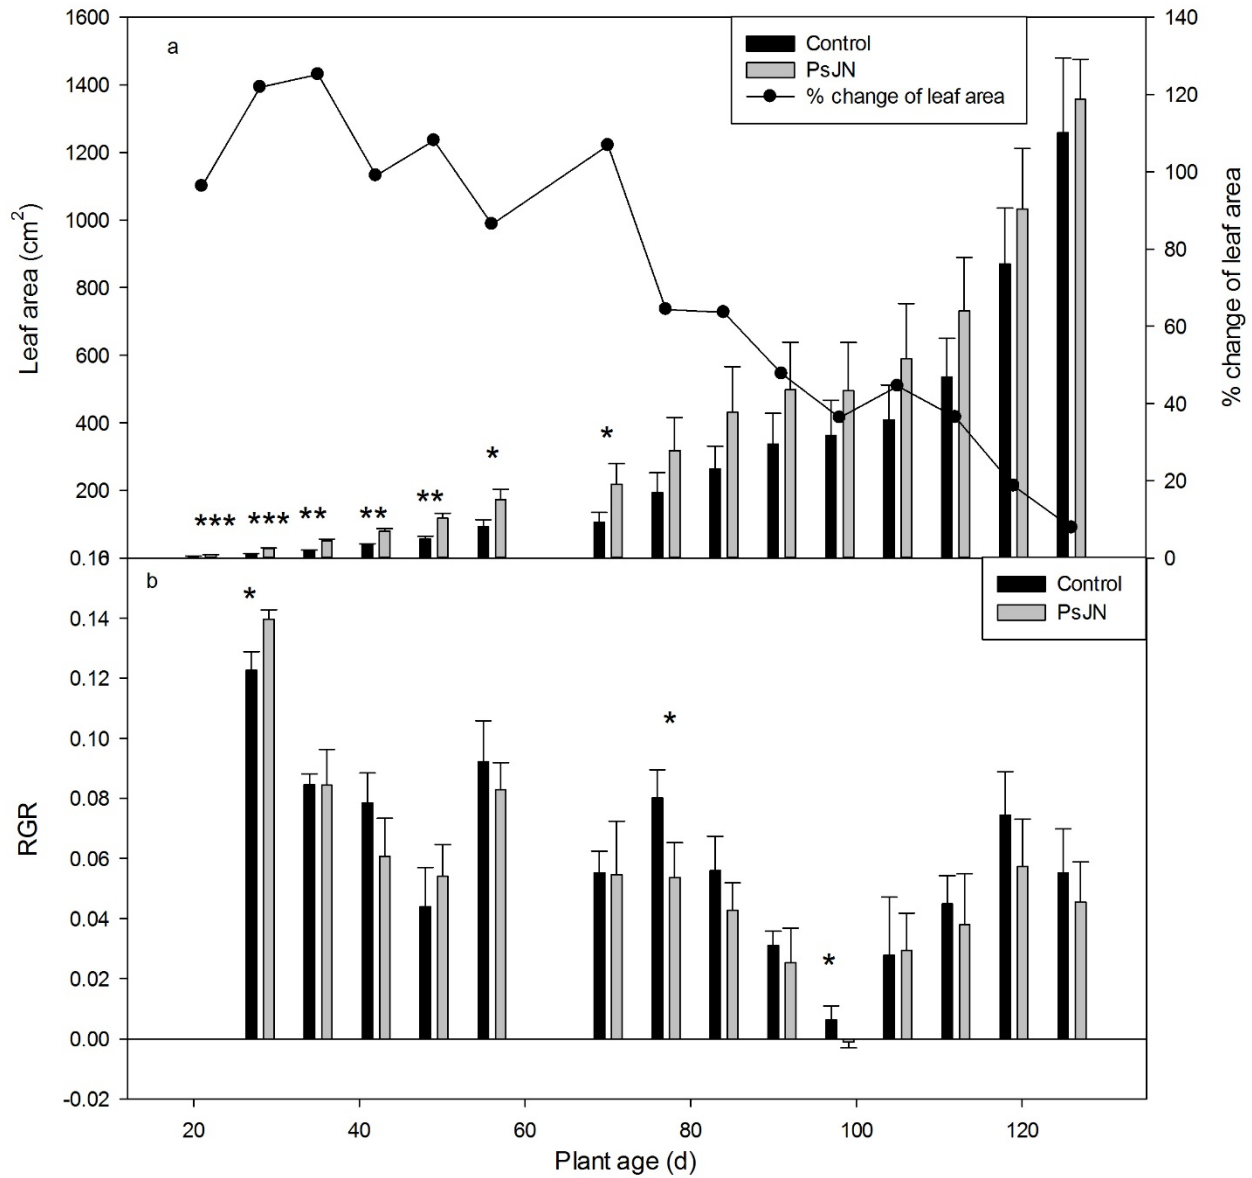 a
Control
PsJN
% change of leaf area
1600
1400
1200
1000
800
600
400
200
0.16
140
120
100
80
60
40
20
0
Leaf area (cm²)
% change of leaf area
*** *** ** ** ** * *
b
Control
PsJN
0.14
0.12
0.10
0.08
0.06
0.04
0.02
0.00
-0.02
RGR
* * *
20 40 60 80 100 120
Plant age (d)